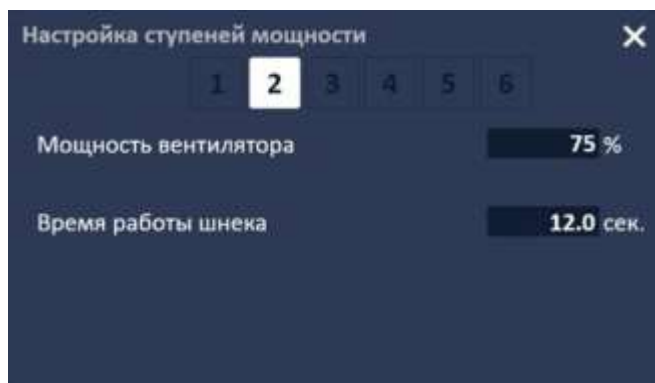 Настройка ступеней мощности
1 2 3 4 5 6
Мощность вентилятора 75 %
Время работы шнека 12.0 сек.